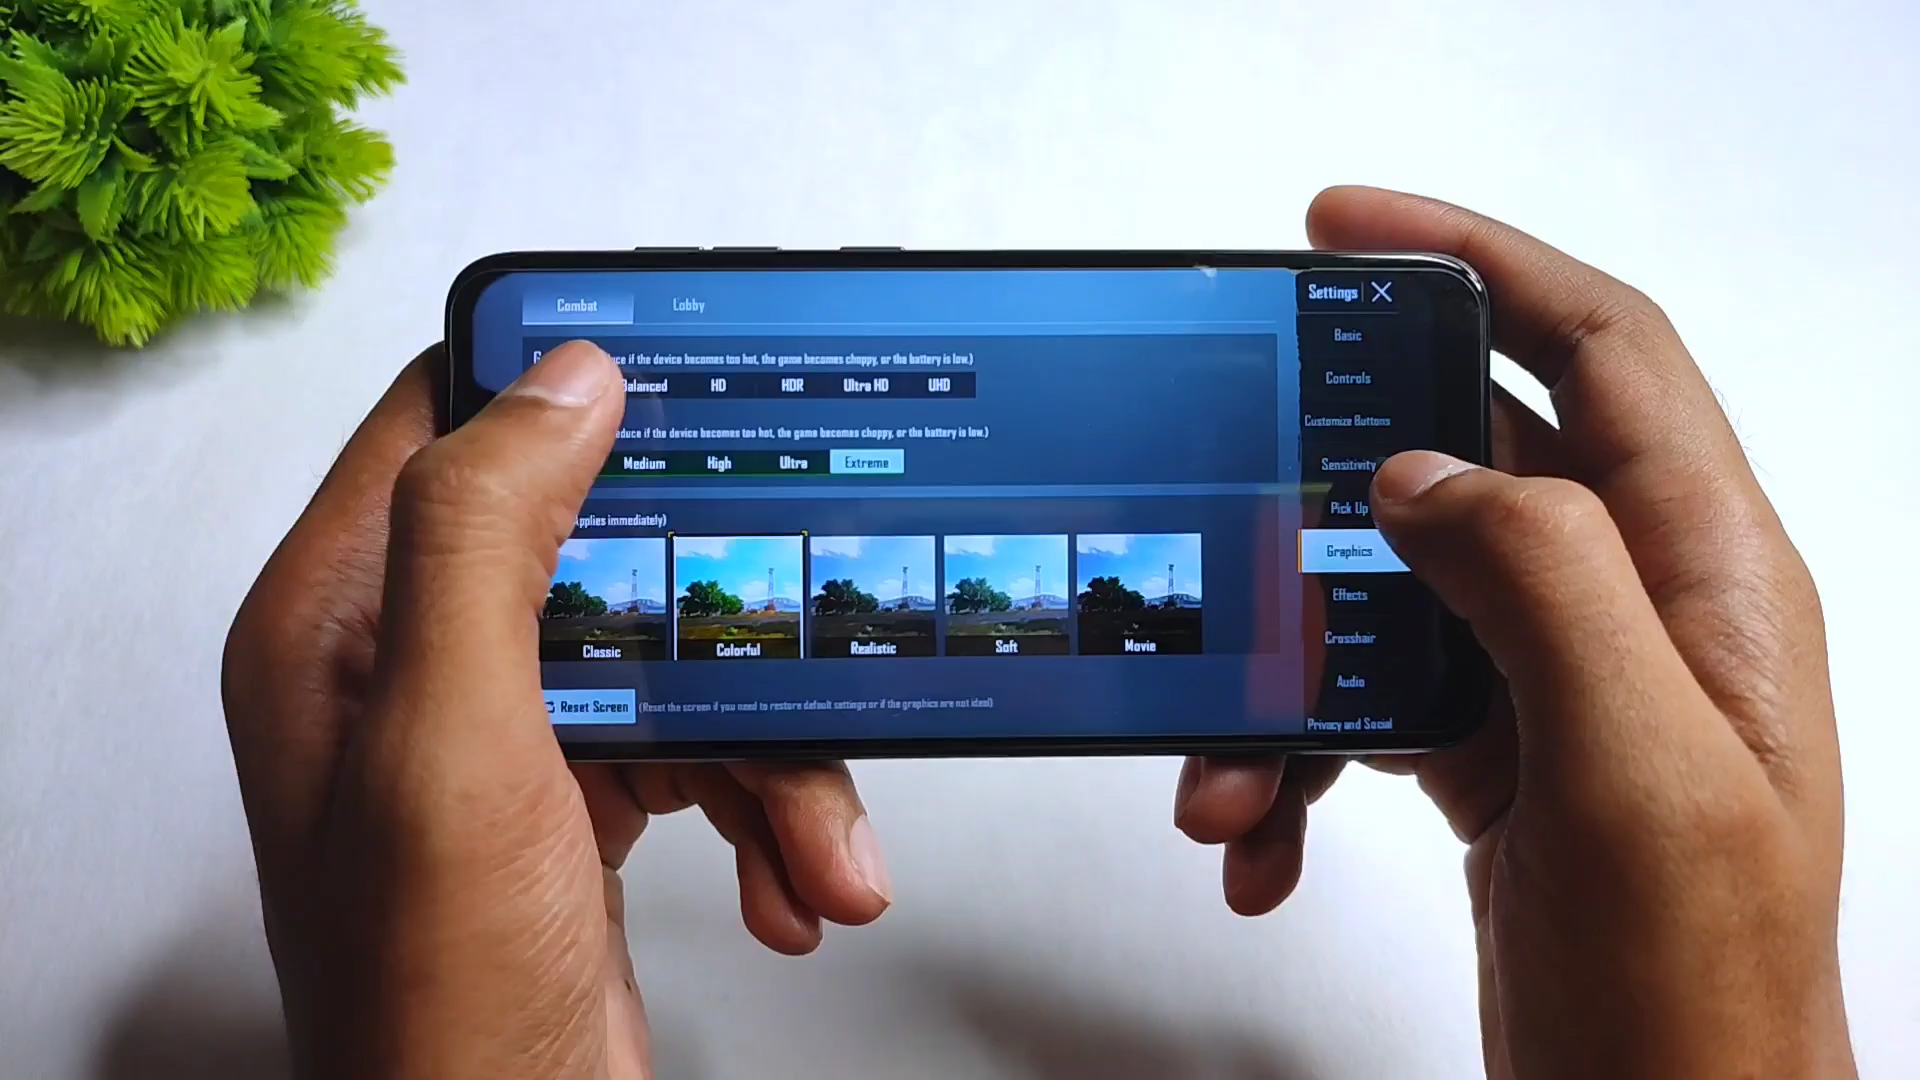 Combat Lobby
Settings X
if the device becomes too hot, the game becomes choppy, or the battery is low.)
Balanced HD HDR Ultra HD UHD
educe if the device becomes too hot, the game becomes choppy, or the battery is low.)
Medium High Ultra Extreme
Applies immediately)
Classic Colorful Realistic Soft Movie
Reset Screen (Reset the screen if you need to restore default settings or if the graphics are not ideal)
Basic
Controls
Customize Buttons
Sensitivity
Pick Up
Graphics
Effects
Crosshair
Audio
Privacy and Social